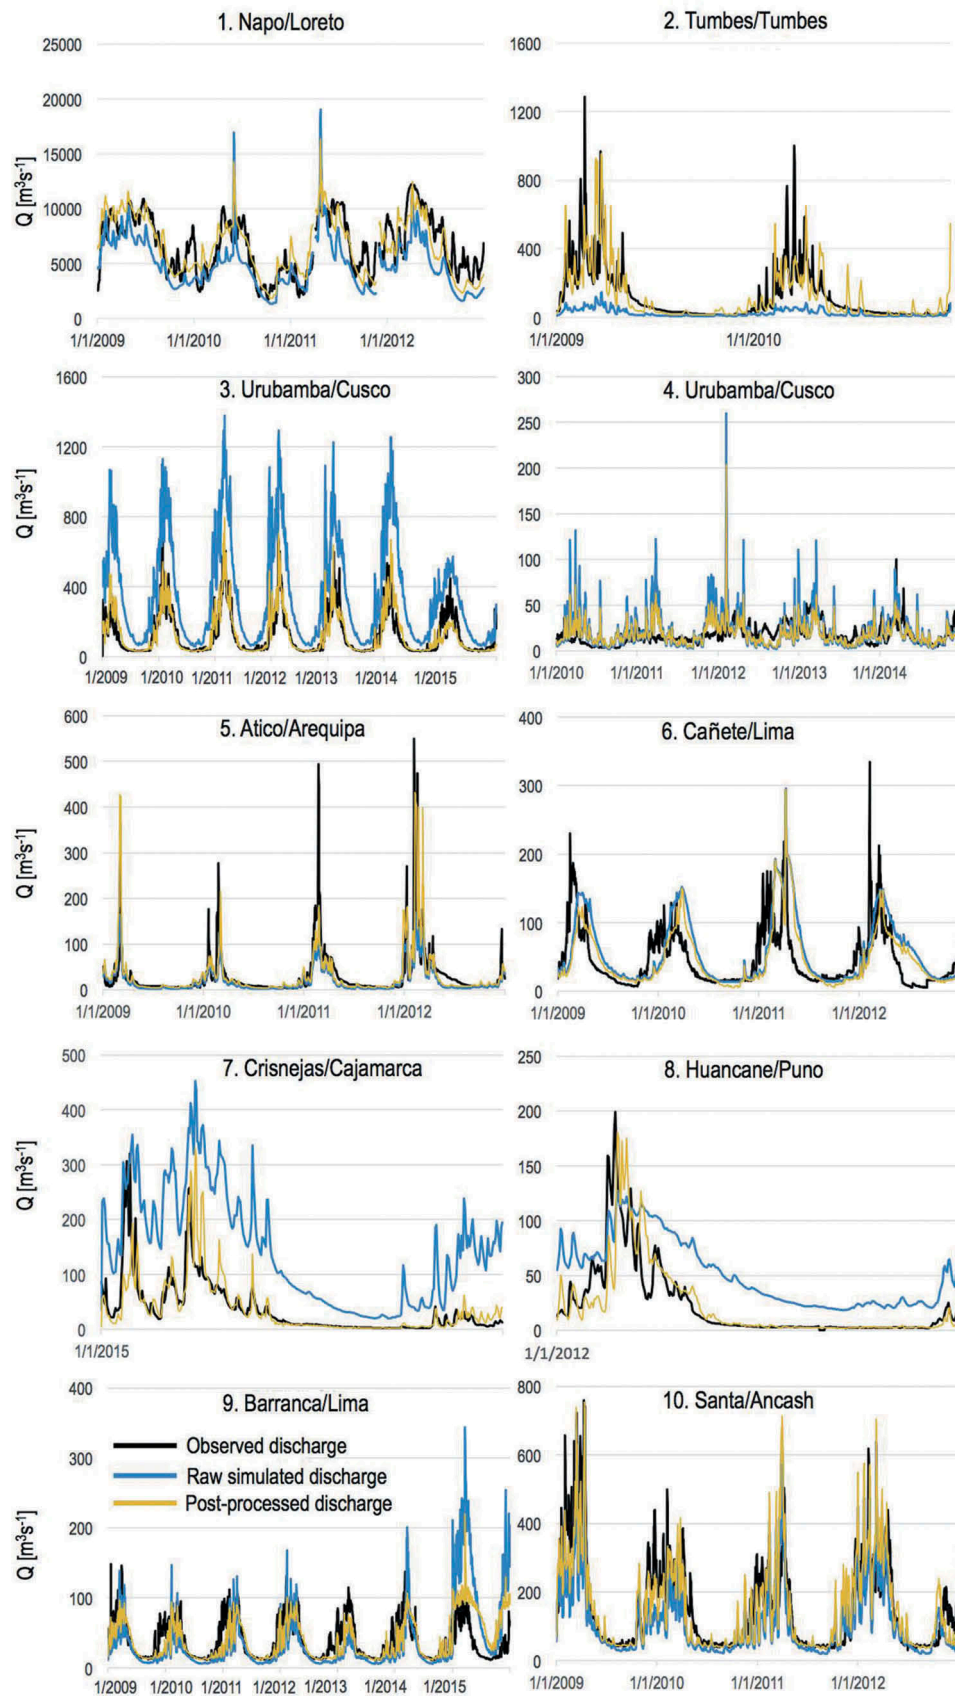 1. Napo/Loreto
25000
20000
15000
10000
5000
0
Q [m³s⁻¹]
1/1/2009 1/1/2010 1/1/2011 1/1/2012
2. Tumbes/Tumbes
1600
1200
800
400
0
1/1/2009 1/1/2010
3. Urubamba/Cusco
1600
1200
800
400
0
Q [m³s⁻¹]
1/2009 1/2010 1/2011 1/2012 1/2013 1/2014 1/2015
4. Urubamba/Cusco
300
250
200
150
100
50
0
1/1/2010 1/1/2011 1/1/2012 1/1/2013 1/1/2014
5. Atico/Arequipa
600
500
400
300
200
100
0
Q [m³s⁻¹]
1/1/2009 1/1/2010 1/1/2011 1/1/2012
6. Cañete/Lima
400
300
200
100
0
1/1/2009 1/1/2010 1/1/2011 1/1/2012
7. Crisnejas/Cajamarca
500
400
300
200
100
0
Q [m³s⁻¹]
1/1/2015
8. Huancane/Puno
250
200
150
100
50
0
1/1/2012
9. Barranca/Lima
400
300
200
100
0
Q [m³s⁻¹]
Observed discharge
Raw simulated discharge
Post-processed discharge
1/2009 1/2010 1/2011 1/2012 1/2013 1/2014 1/2015
10. Santa/Ancash
800
600
400
200
0
1/1/2009 1/1/2010 1/1/2011 1/1/2012